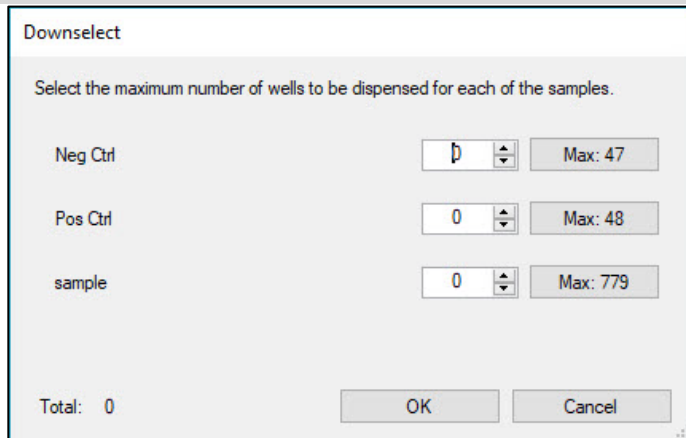 Downselect
Select the maximum number of wells to be dispensed for each of the samples.
Neg Ctrl 0 Max: 47
Pos Ctrl 0 Max: 48
sample 0 Max: 779
Total: 0 OK Cancel